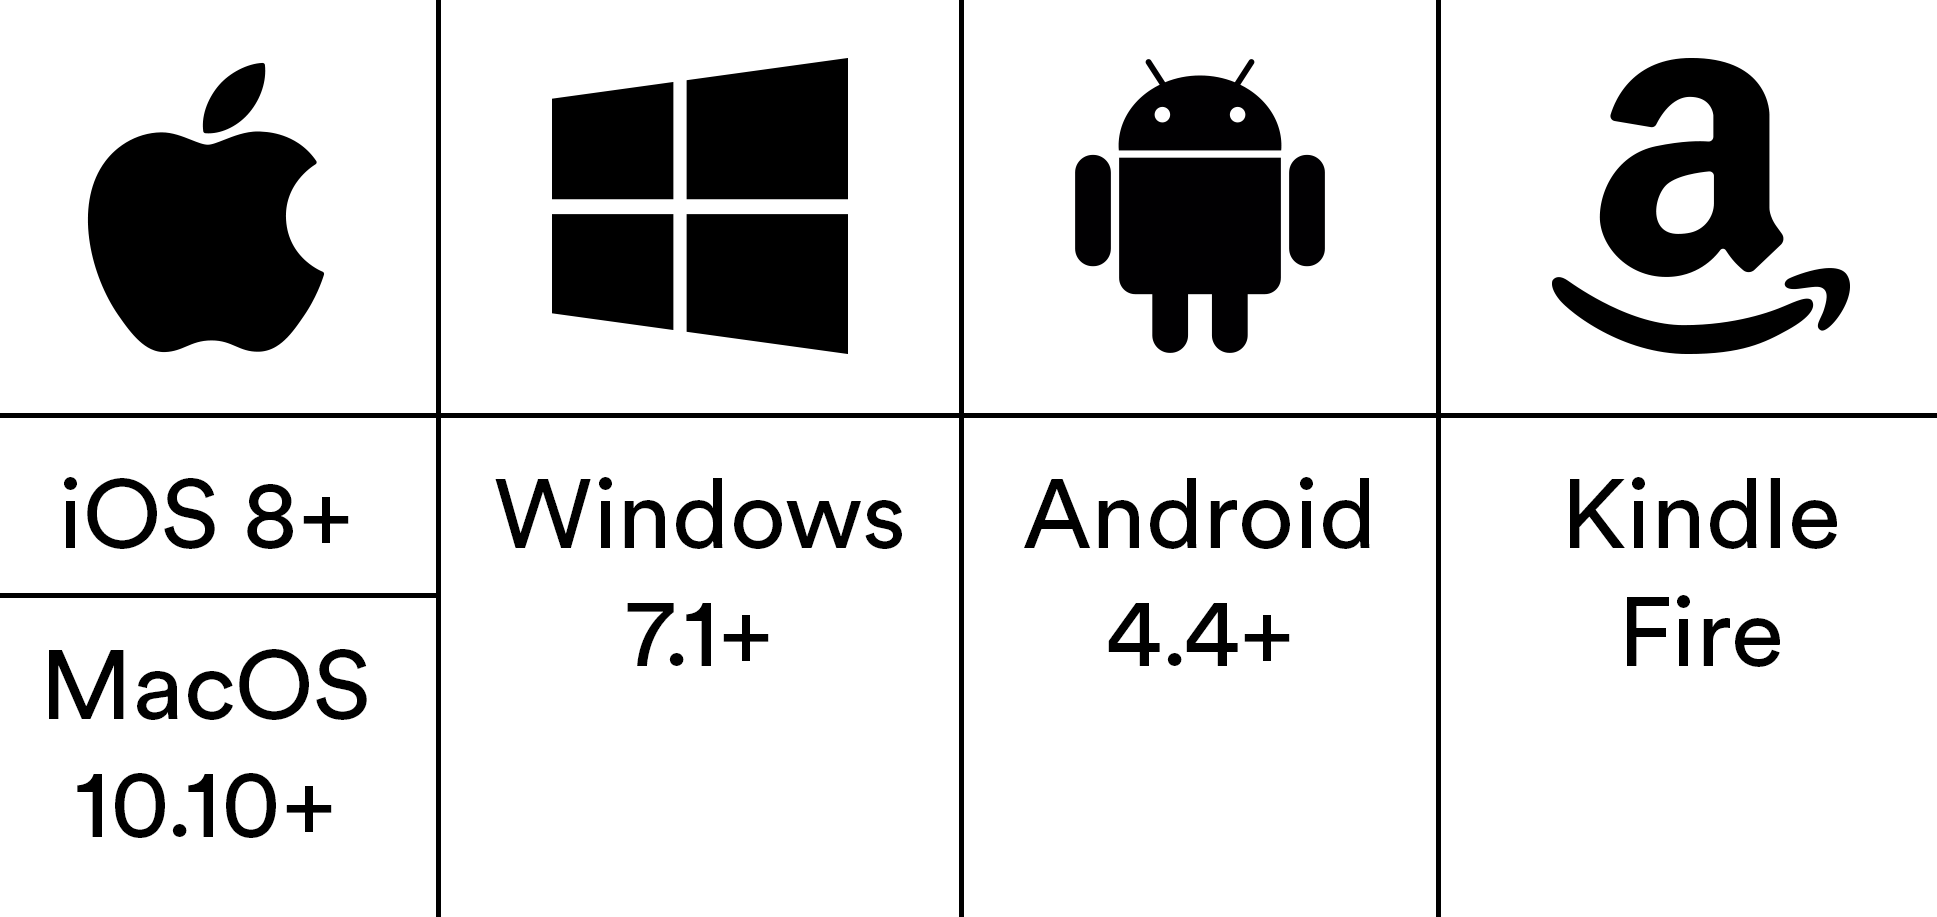 iOS 8+
MacOS
10.10+
Windows
7.1+
Android
4.4+
Kindle
Fire